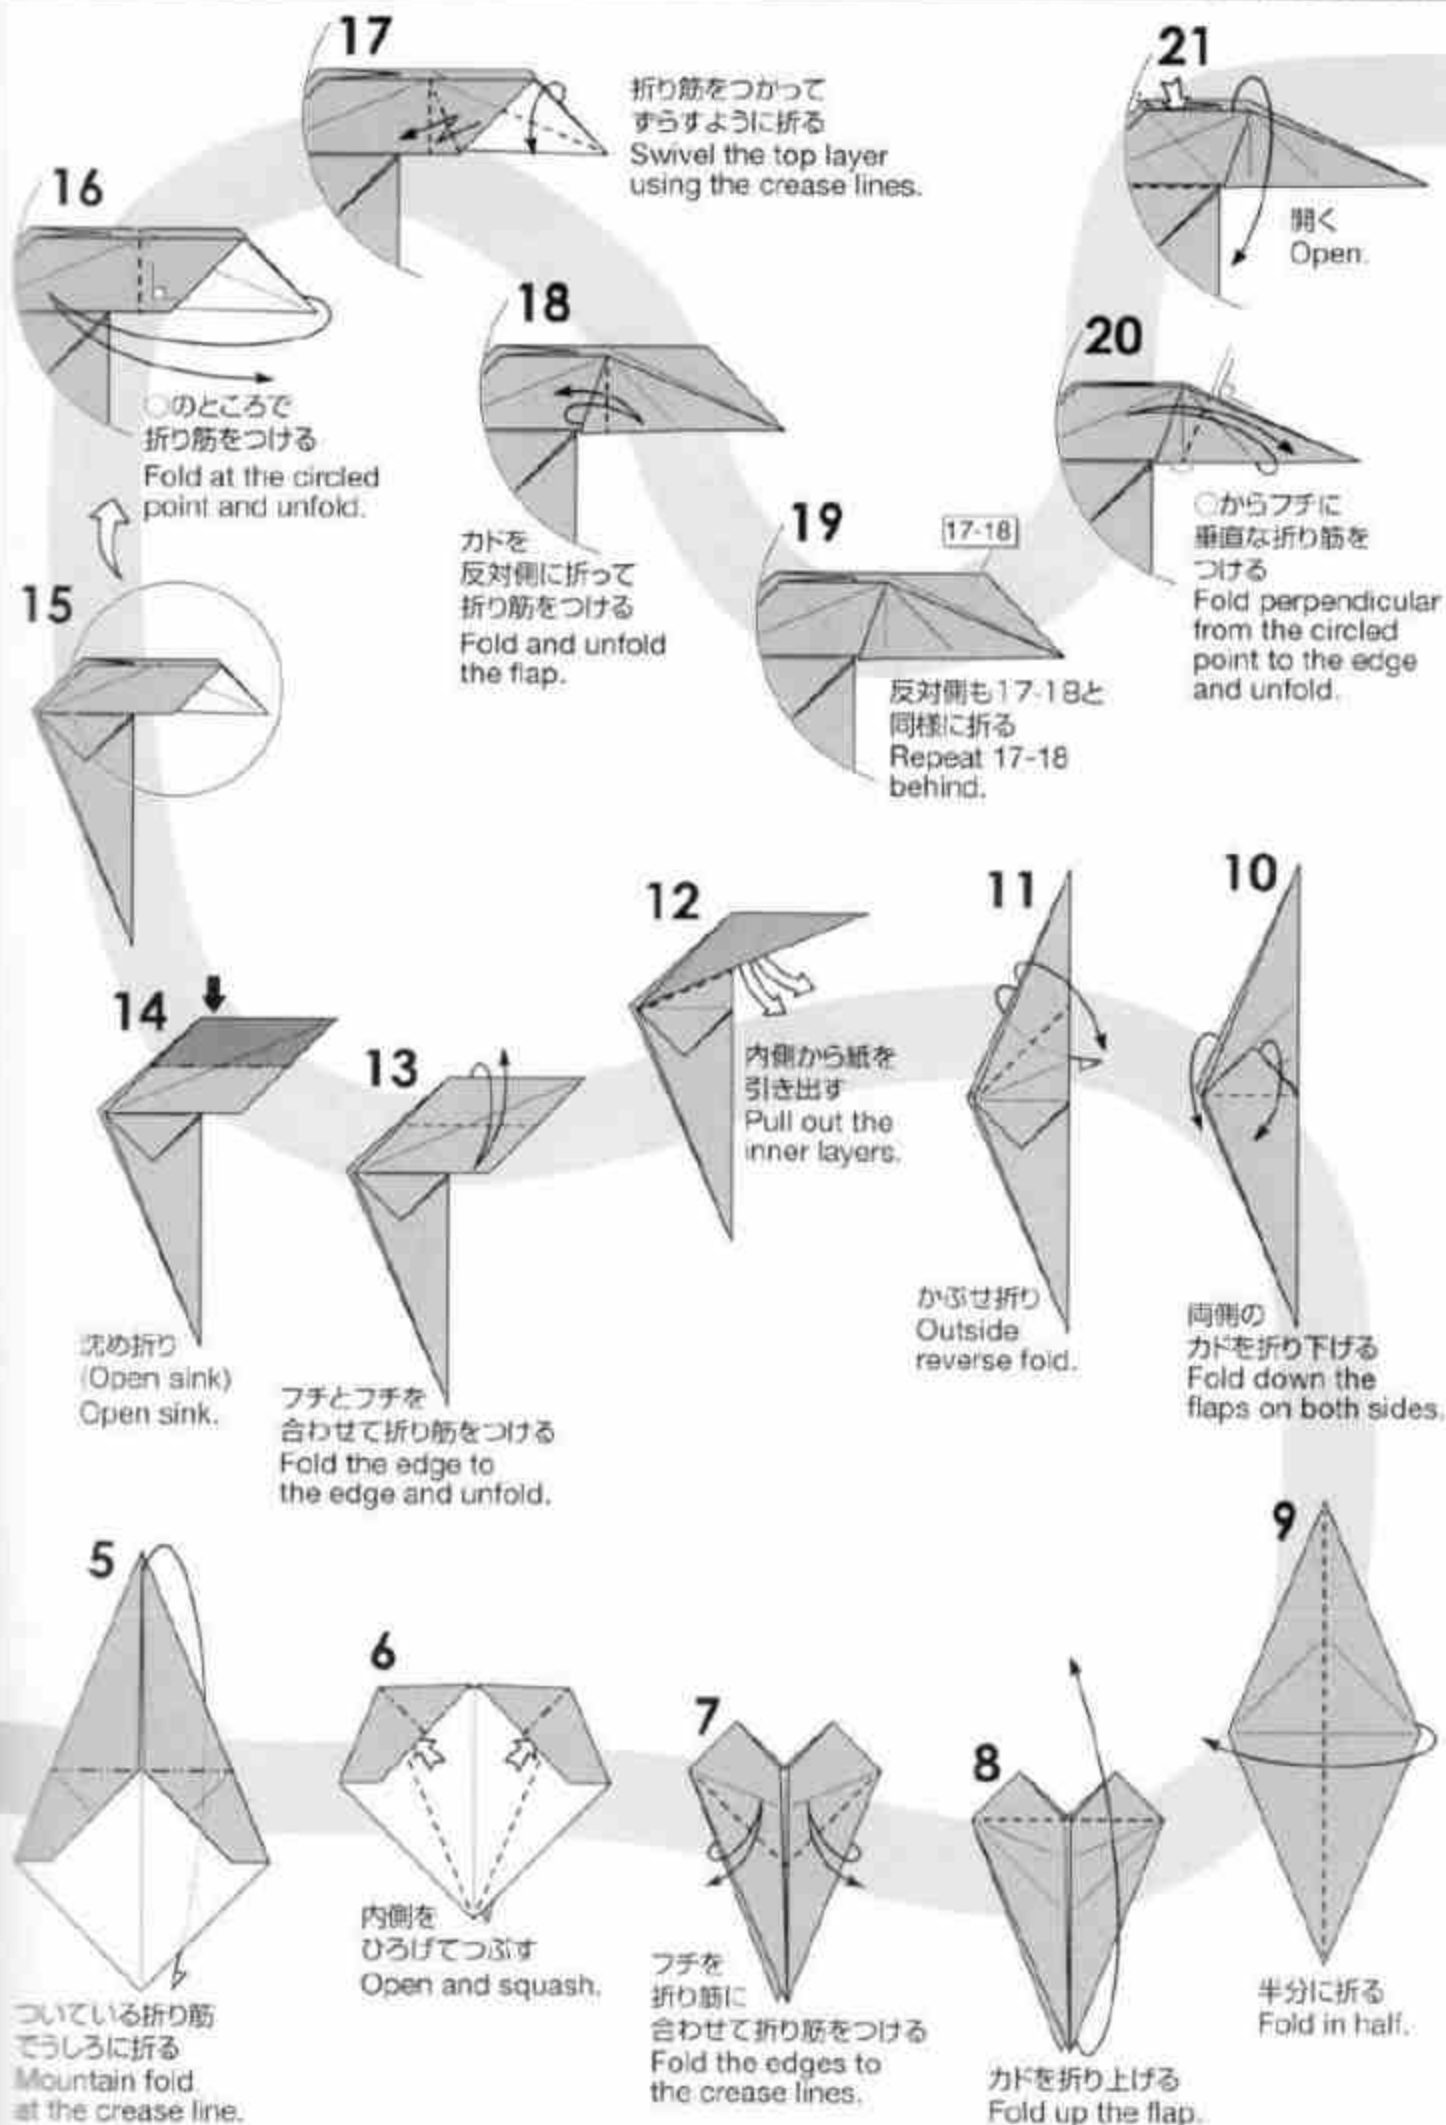 5
ついている折り筋
でうしろに折る
Mountain fold
at the crease line.
6
内側を
ひろげてつぶす
Open and squash.
7
フチを
折り筋に
合わせて折り筋をつける
Fold the edges to
the crease lines.
8
カドを折り上げる
Fold up the flap.
9
半分に折る
Fold in half.
10
両側の
カドを折り下げる
Fold down the
flaps on both sides.
11
かぶせ折り
Outside
reverse fold.
12
内側から紙を
引き出す
Pull out the
inner layers.
13
フチとフチを
合わせて折り筋をつける
Fold the edge to
the edge and unfold.
14
沈め折り
(Open sink)
Open sink.
15
16
○のところで
折り筋をつける
Fold at the circled
point and unfold.
17
折り筋をつかって
ずらすように折る
Swivel the top layer
using the crease lines.
18
カドを
反対側に折って
折り筋をつける
Fold and unfold
the flap.
19
17-18
反対側も17-18と
同様に折る
Repeat 17-18
behind.
20
○からフチに
垂直な折り筋を
つける
Fold perpendicular
from the circled
point to the edge
and unfold.
21
開く
Open.